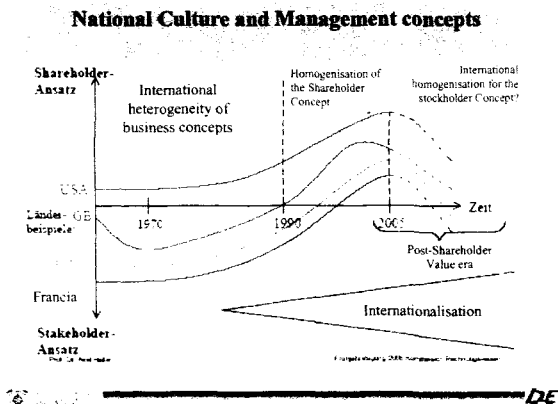 National Culture and Management concepts
Shareholder-
Ansatz
International
heterogeneity of
business concepts
Homogenisation of
the Shareholder
Concept
International
homogenisation for the
stockholder Concept?
USA
Länder-
beispiele
GB
1970
1990
2005
Zeit
Post-Shareholder
Value era
Francia
Internationalisation
Stakeholder-
Ansatz
DE